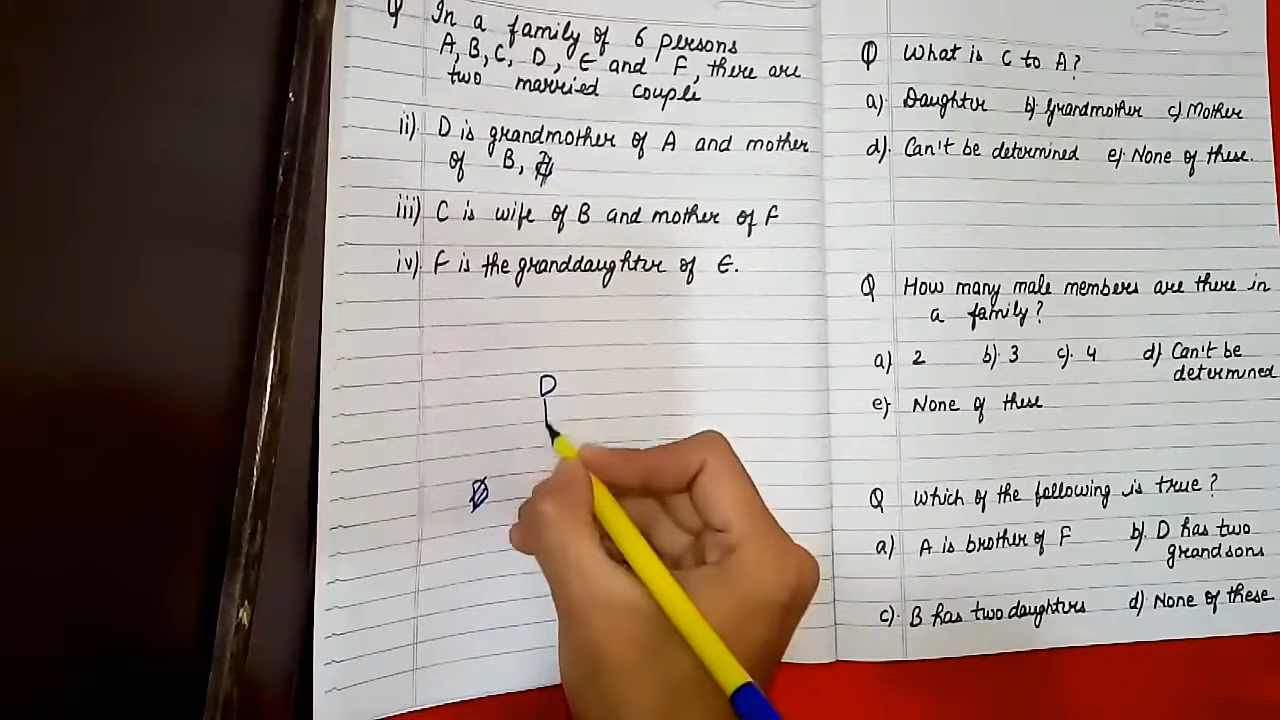 Q In a family of 6 persons
A, B, C, D, E and F, there are
two married couple
ii) D is grandmother of A and mother
of B,
iii) C is wife of B and mother of F
iv). F is the granddaughter of E.
D
Q What is C to A?
a). Daughter b). Grandmother c) Mother
d). Can't be determined e). None of these.
Q How many male members are there in
a family?
a) 2 b). 3 c). 4 d) Can't be
determined
e) None of these
Q Which of the following is true?
a) A is brother of F b). D has two
grandsons
c). B has two daughters d) None of these